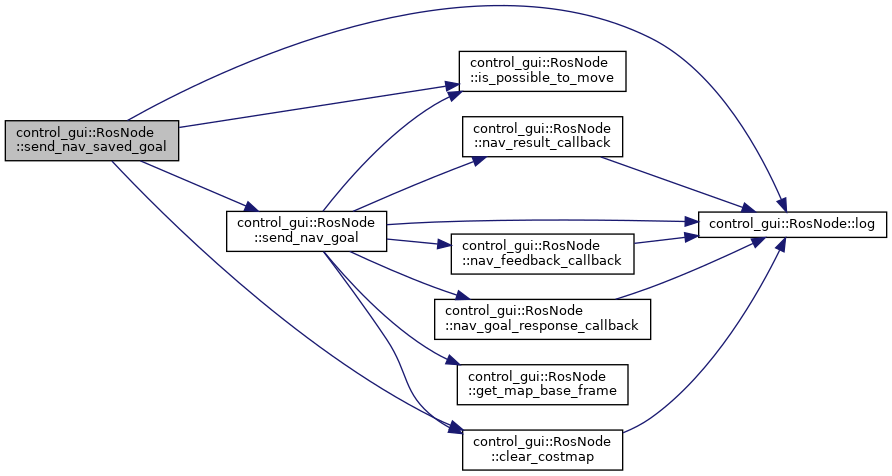 control_gui::RosNode
::send_nav_saved_goal
control_gui::RosNode
::send_nav_goal
control_gui::RosNode
::is_possible_to_move
control_gui::RosNode
::nav_result_callback
control_gui::RosNode
::nav_feedback_callback
control_gui::RosNode
::nav_goal_response_callback
control_gui::RosNode
::get_map_base_frame
control_gui::RosNode
::clear_costmap
control_gui::RosNode::log